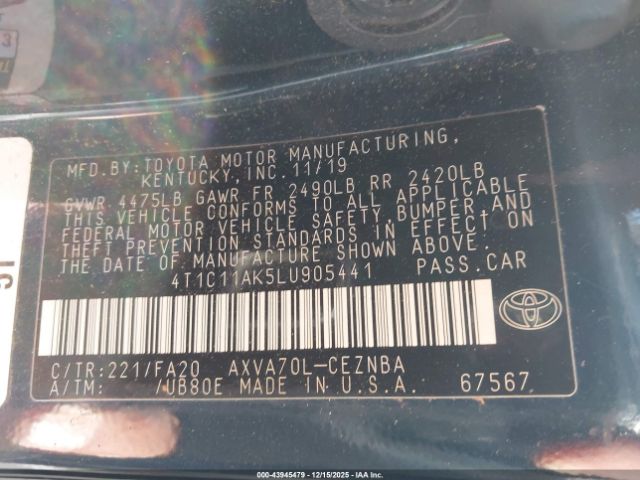 MFD.BY:TOYOTA MOTOR MANUFACTURING,
KENTUCKY, INC. 11/19
GVWR 4475LB GAWR FR 2490LB RR 2420LB
THIS VEHICLE CONFORMS TO ALL APPLICABLE
FEDERAL MOTOR VEHICLE SAFETY,BUMPER AND
THEFT PREVENTION STANDARDS IN EFFECT ON
THE DATE OF MANUFACTURE SHOWN ABOVE.
4T1C11AK5LU905441 PASS.CAR
C/TR:221/FA20 AXVA70L-CEZNBA
A/TM: /UB80E MADE IN U.S.A. 67567
© 000-43945479 - 12/15/2025 - IAA Inc.